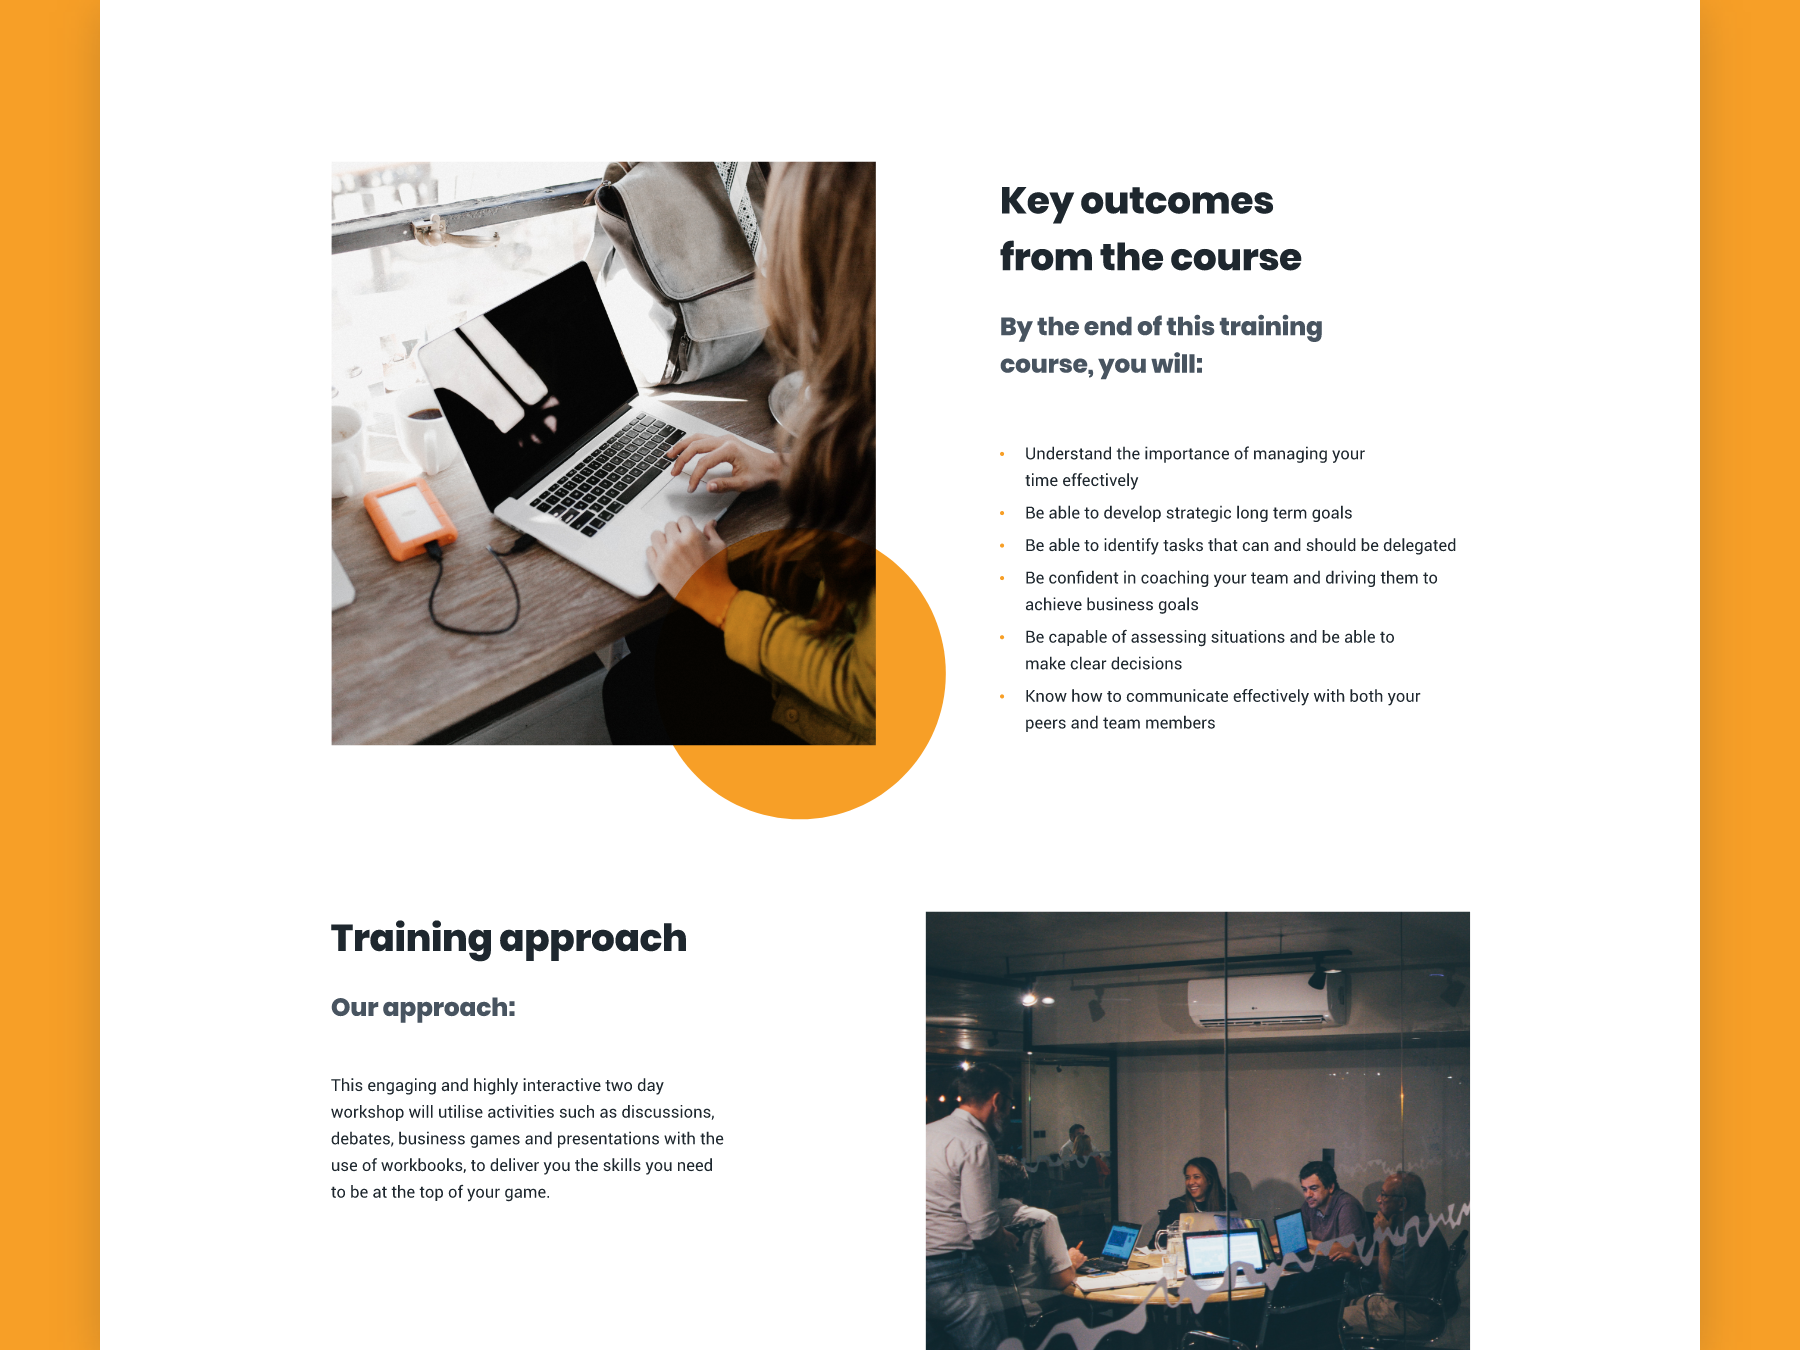 Key outcomes
from the course
By the end of this training
course, you will:
• Understand the importance of managing your
time effectively
• Be able to develop strategic long term goals
• Be able to identify tasks that can and should be delegated
• Be confident in coaching your team and driving them to
achieve business goals
• Be capable of assessing situations and be able to
make clear decisions
• Know how to communicate effectively with both your
peers and team members
Training approach
Our approach:
This engaging and highly interactive two day
workshop will utilise activities such as discussions,
debates, business games and presentations with the
use of workbooks, to deliver you the skills you need
to be at the top of your game.